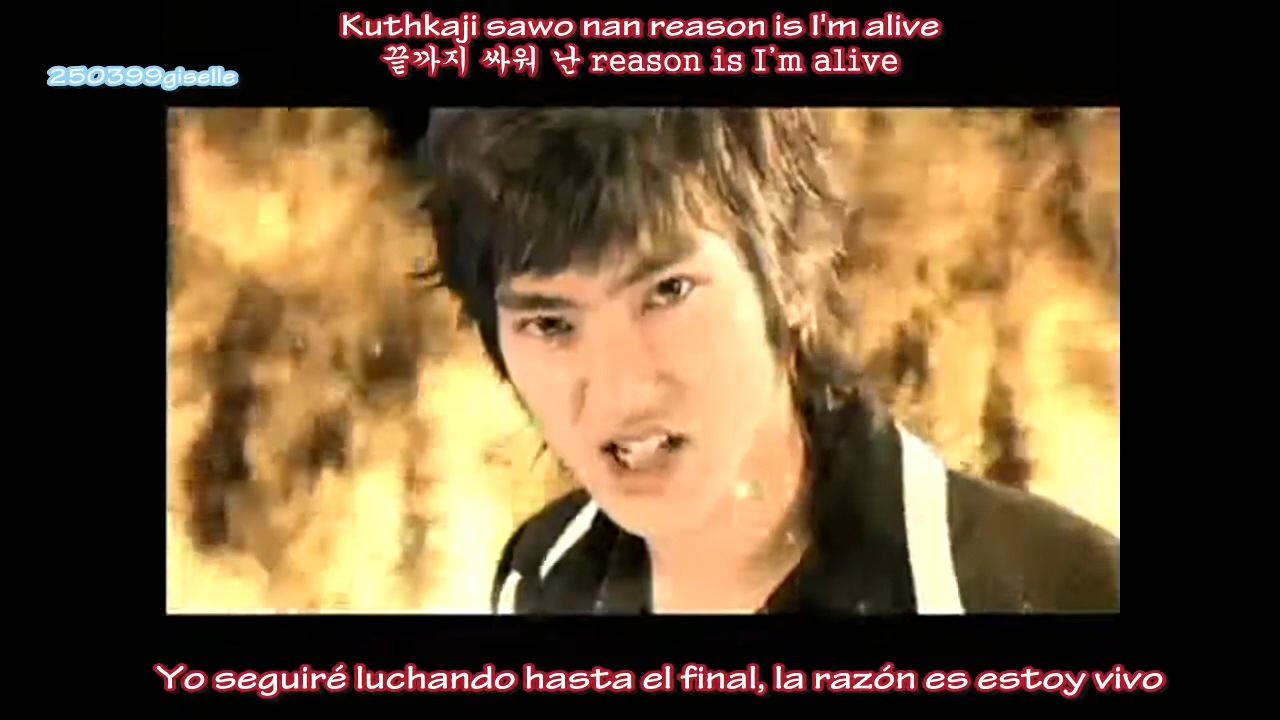 Kuthkaji sawo nan reason is I'm alive
끝까지 싸워 난 reason is I'm alive
250399giselle
Yo seguiré luchando hasta el final, la razón es estoy vivo